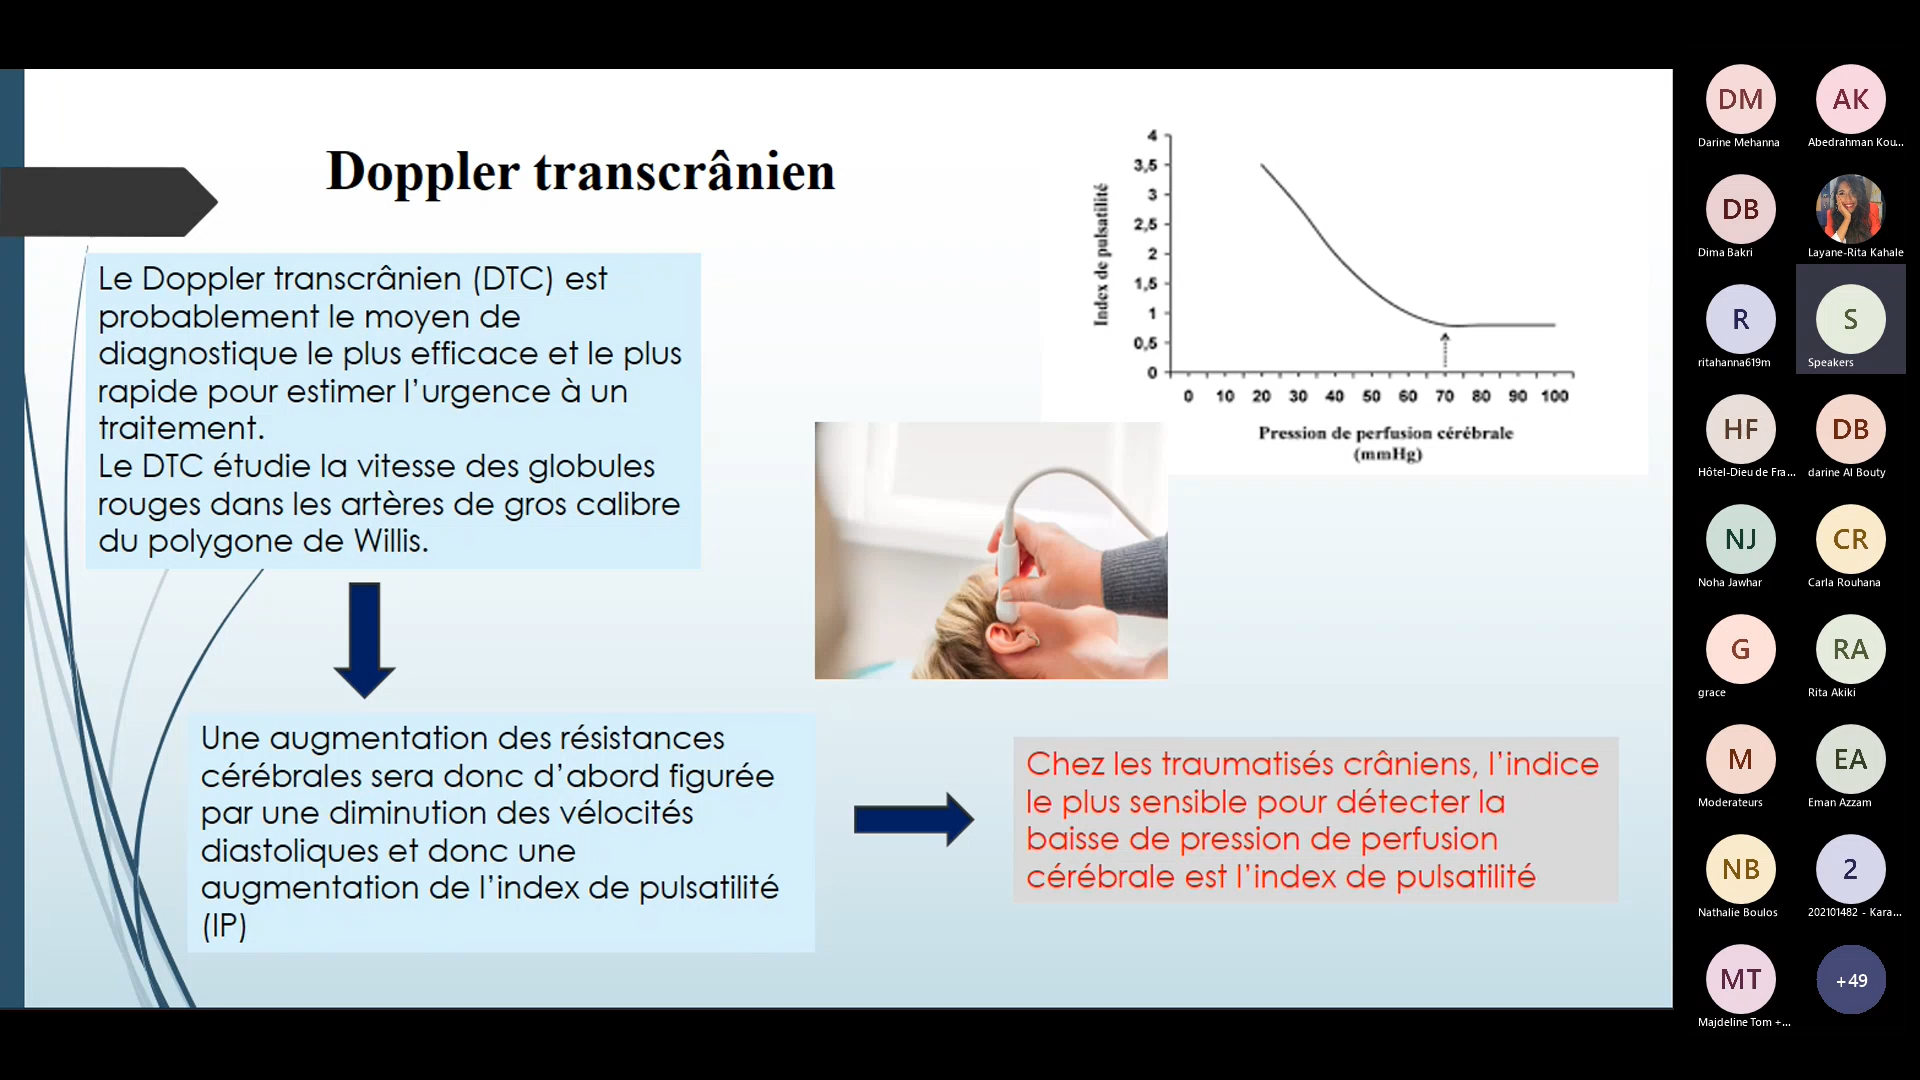 Doppler transcrânien
Le Doppler transcrânien (DTC) est
probablement le moyen de
diagnostique le plus efficace et le plus
rapide pour estimer l’urgence à un
traitement.
Le DTC étudie la vitesse des globules
rouges dans les artères de gros calibre
du polygone de Willis.
Une augmentation des résistances
cérébrales sera donc d’abord figurée
par une diminution des vélocités
diastoliques et donc une
augmentation de l’index de pulsatilité
(IP)
Chez les traumatisés crâniens, l’indice
le plus sensible pour détecter la
baisse de pression de perfusion
cérébrale est l’index de pulsatilité
Index de pulsatilité
4
3,5
3
2,5
2
1,5
1
0,5
0
0 10 20 30 40 50 60 70 80 90 100
Pression de perfusion cérébrale
(mmHg)
DM
Darine Mehanna
AK
Abedrahman Kou...
DB
Dima Bakri
Layane-Rita Kahale
R
ritahanna619m
S
Speakers
HF
Hôtel-Dieu de Fra...
DB
darine Al Bouty
NJ
Noha Jawhar
CR
Carla Rouhana
G
grace
RA
Rita Akiki
M
Moderateurs
EA
Eman Azzam
NB
Nathalie Boulos
2
202101482 - Kara...
MT
Majdeline Tom +...
+49